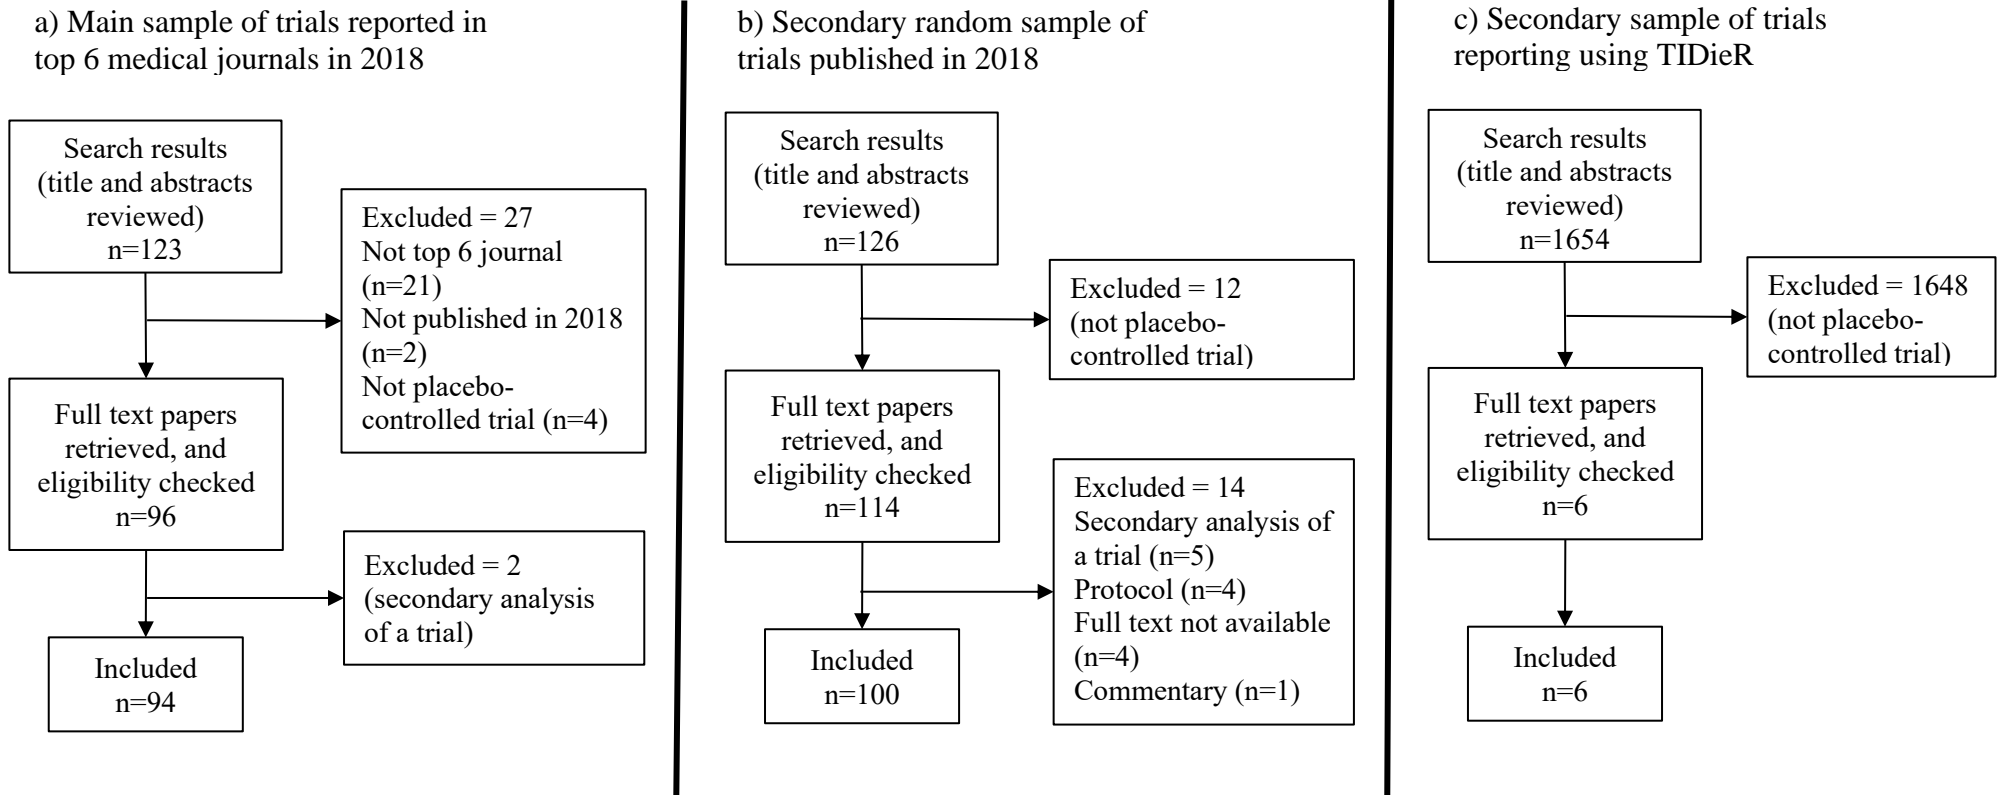 a) Main sample of trials reported in
top 6 medical journals in 2018
Search results
(title and abstracts
reviewed)
n=123
Excluded = 27
Not top 6 journal
(n=21)
Not published in 2018
(n=2)
Not placebo-
controlled trial (n=4)
Full text papers
retrieved, and
eligibility checked
n=96
Excluded = 2
(secondary analysis
of a trial)
Included
n=94
b) Secondary random sample of
trials published in 2018
Search results
(title and abstracts
reviewed)
n=126
Excluded = 12
(not placebo-
controlled trial)
Full text papers
retrieved, and
eligibility checked
n=114
Excluded = 14
Secondary analysis of
a trial (n=5)
Protocol (n=4)
Full text not available
(n=4)
Commentary (n=1)
Included
n=100
c) Secondary sample of trials
reporting using TIDieR
Search results
(title and abstracts
reviewed)
n=1654
Excluded = 1648
(not placebo-
controlled trial)
Full text papers
retrieved, and
eligibility checked
n=6
Included
n=6